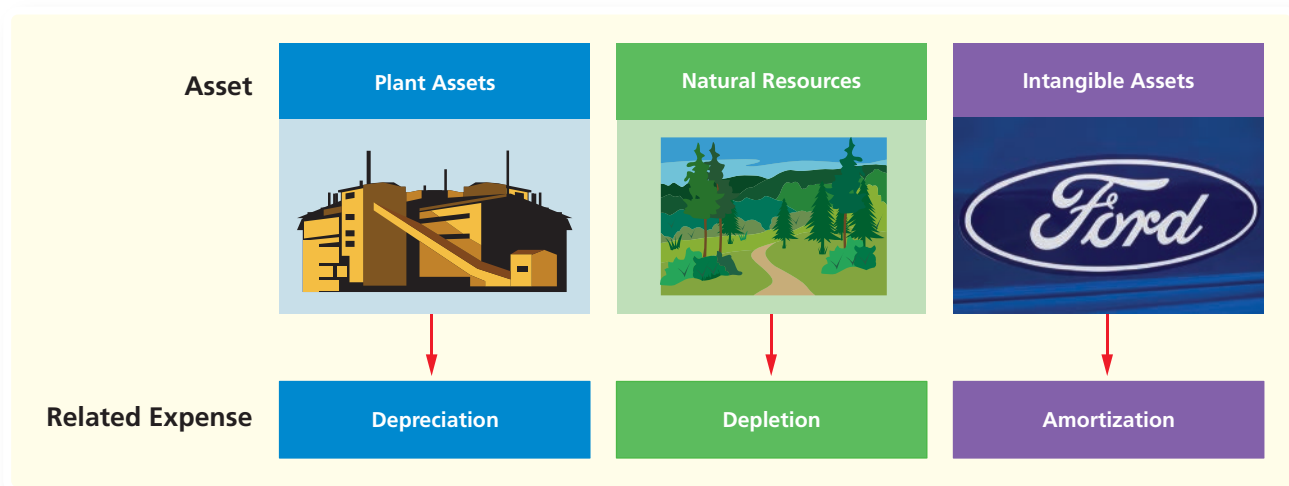 Asset
Plant Assets
Natural Resources
Intangible Assets
Ford
Related Expense
Depreciation
Depletion
Amortization